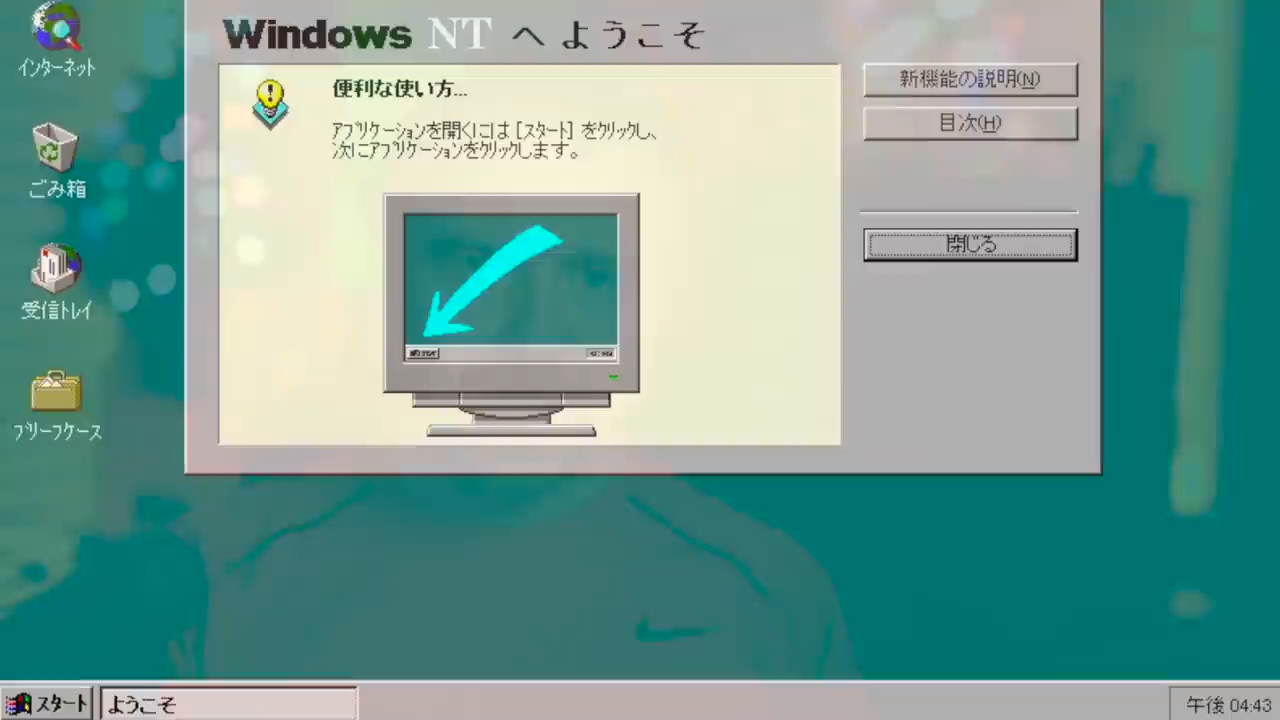 Windows NT へようこそ
インターネット
ごみ箱
受信トレイ
ブリーフケース
便利な使い方...
アプリケーションを開くには [スタート] をクリックし、
次にアプリケーションをクリックします。
新機能の説明(N)
目次(H)
閉じる
スタート
ようこそ
午後 04:43